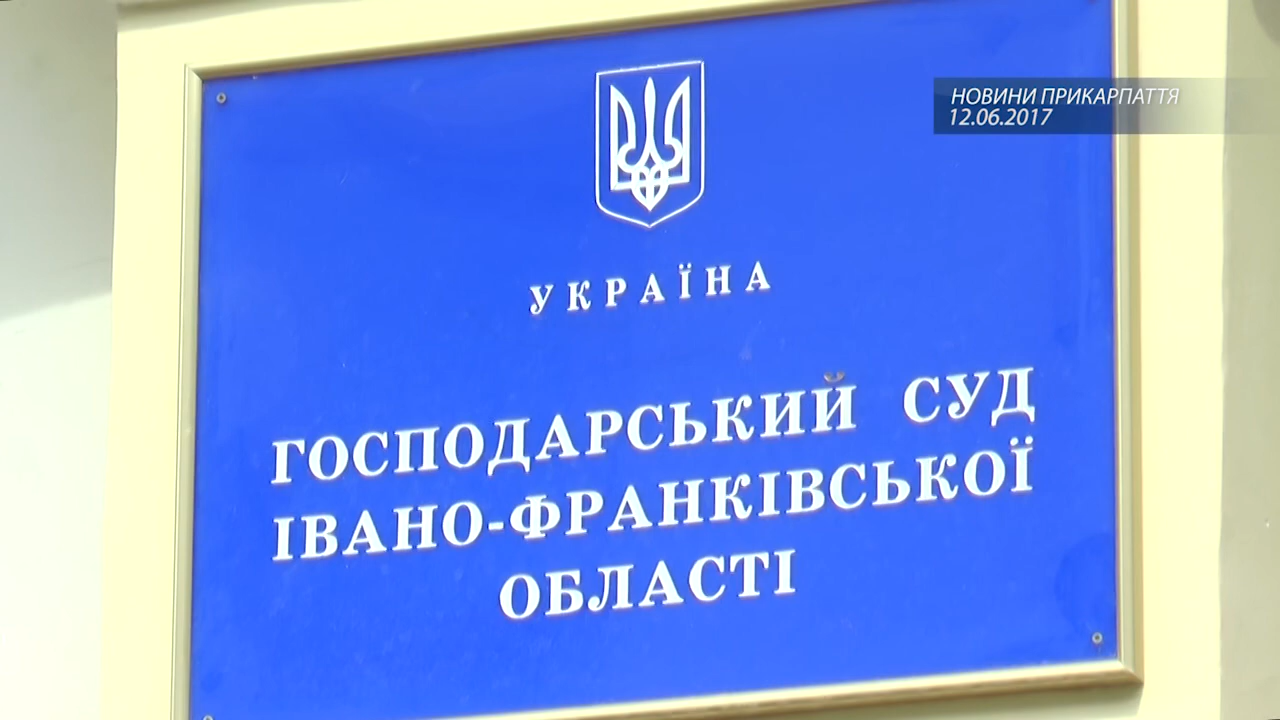 НОВИНИ ПРИКАРПАТТЯ
12.06.2017
УКРАЇНА
ГОСПОДАРСЬКИЙ СУД
ІВАНО-ФРАНКІВСЬКОЇ
ОБЛАСТІ